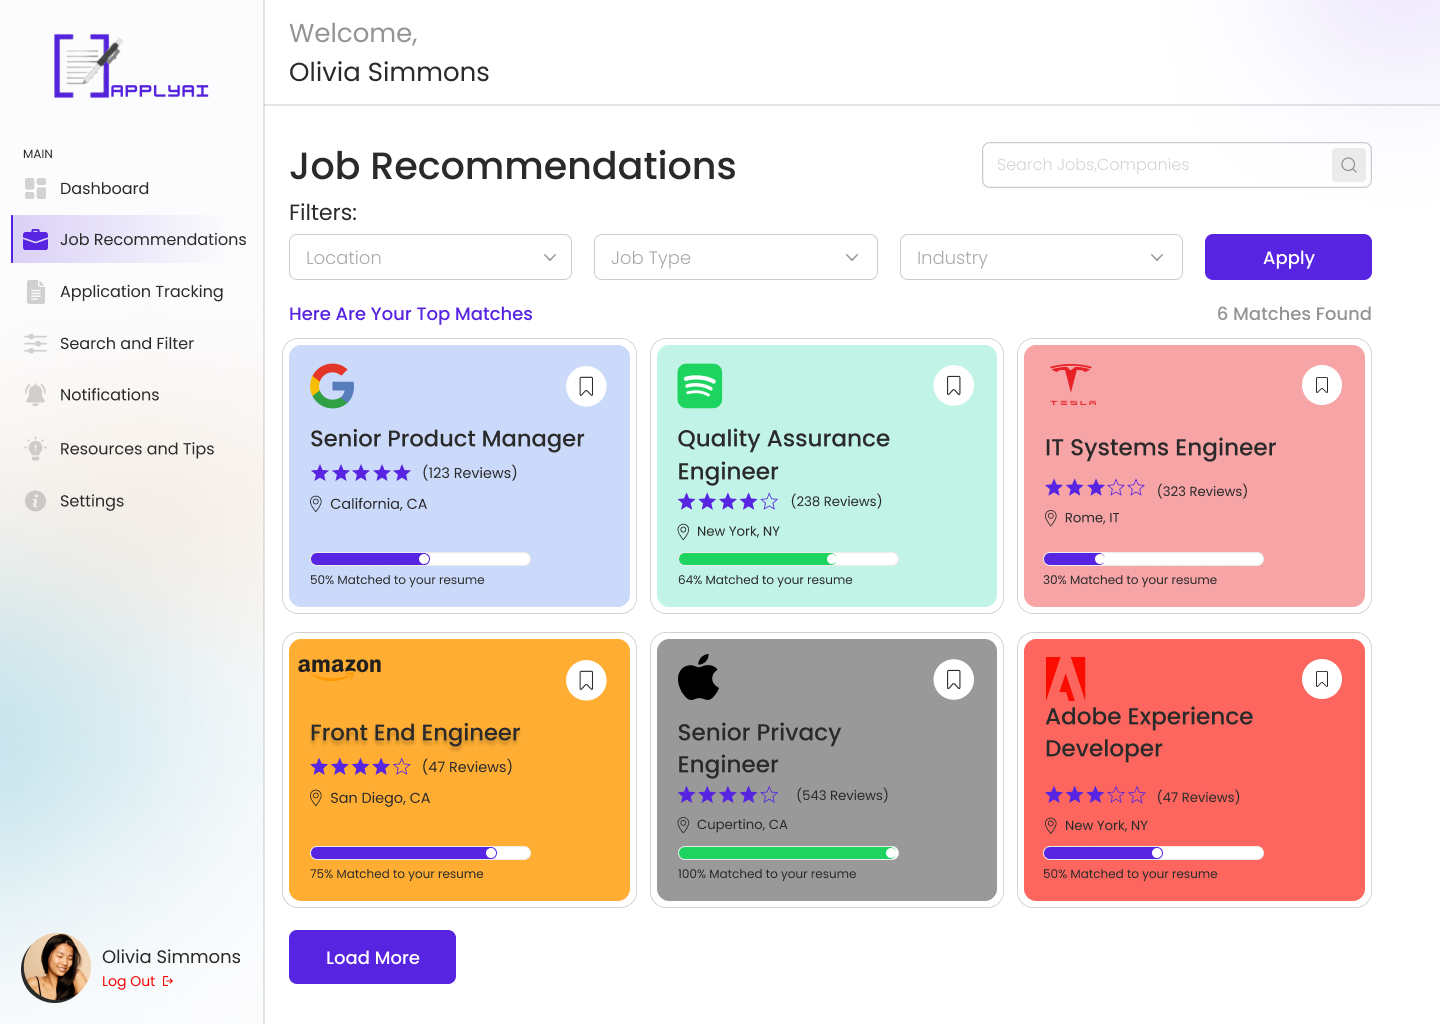 APPLYAI
MAIN
Dashboard
Job Recommendations
Application Tracking
Search and Filter
Notifications
Resources and Tips
Settings
Olivia Simmons
Log Out
Welcome,
Olivia Simmons
Job Recommendations
Search Jobs,Companies
Filters:
Location
Job Type
Industry
Apply
Here Are Your Top Matches
6 Matches Found
Senior Product Manager
(123 Reviews)
California, CA
50% Matched to your resume
Quality Assurance
Engineer
(238 Reviews)
New York, NY
64% Matched to your resume
TESLA
IT Systems Engineer
(323 Reviews)
Rome, IT
30% Matched to your resume
amazon
Front End Engineer
(47 Reviews)
San Diego, CA
75% Matched to your resume
Senior Privacy
Engineer
(543 Reviews)
Cupertino, CA
100% Matched to your resume
Adobe Experience
Developer
(47 Reviews)
New York, NY
50% Matched to your resume
Load More